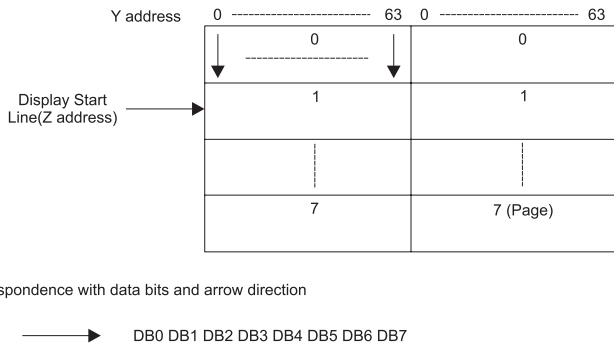 Y address 0 63 0 63
0 0
Display Start
Line(Z address)
1 1
7 7 (Page)
with data bits and arrow direction
DB0 DB1 DB2 DB3 DB4 DB5 DB6 DB7